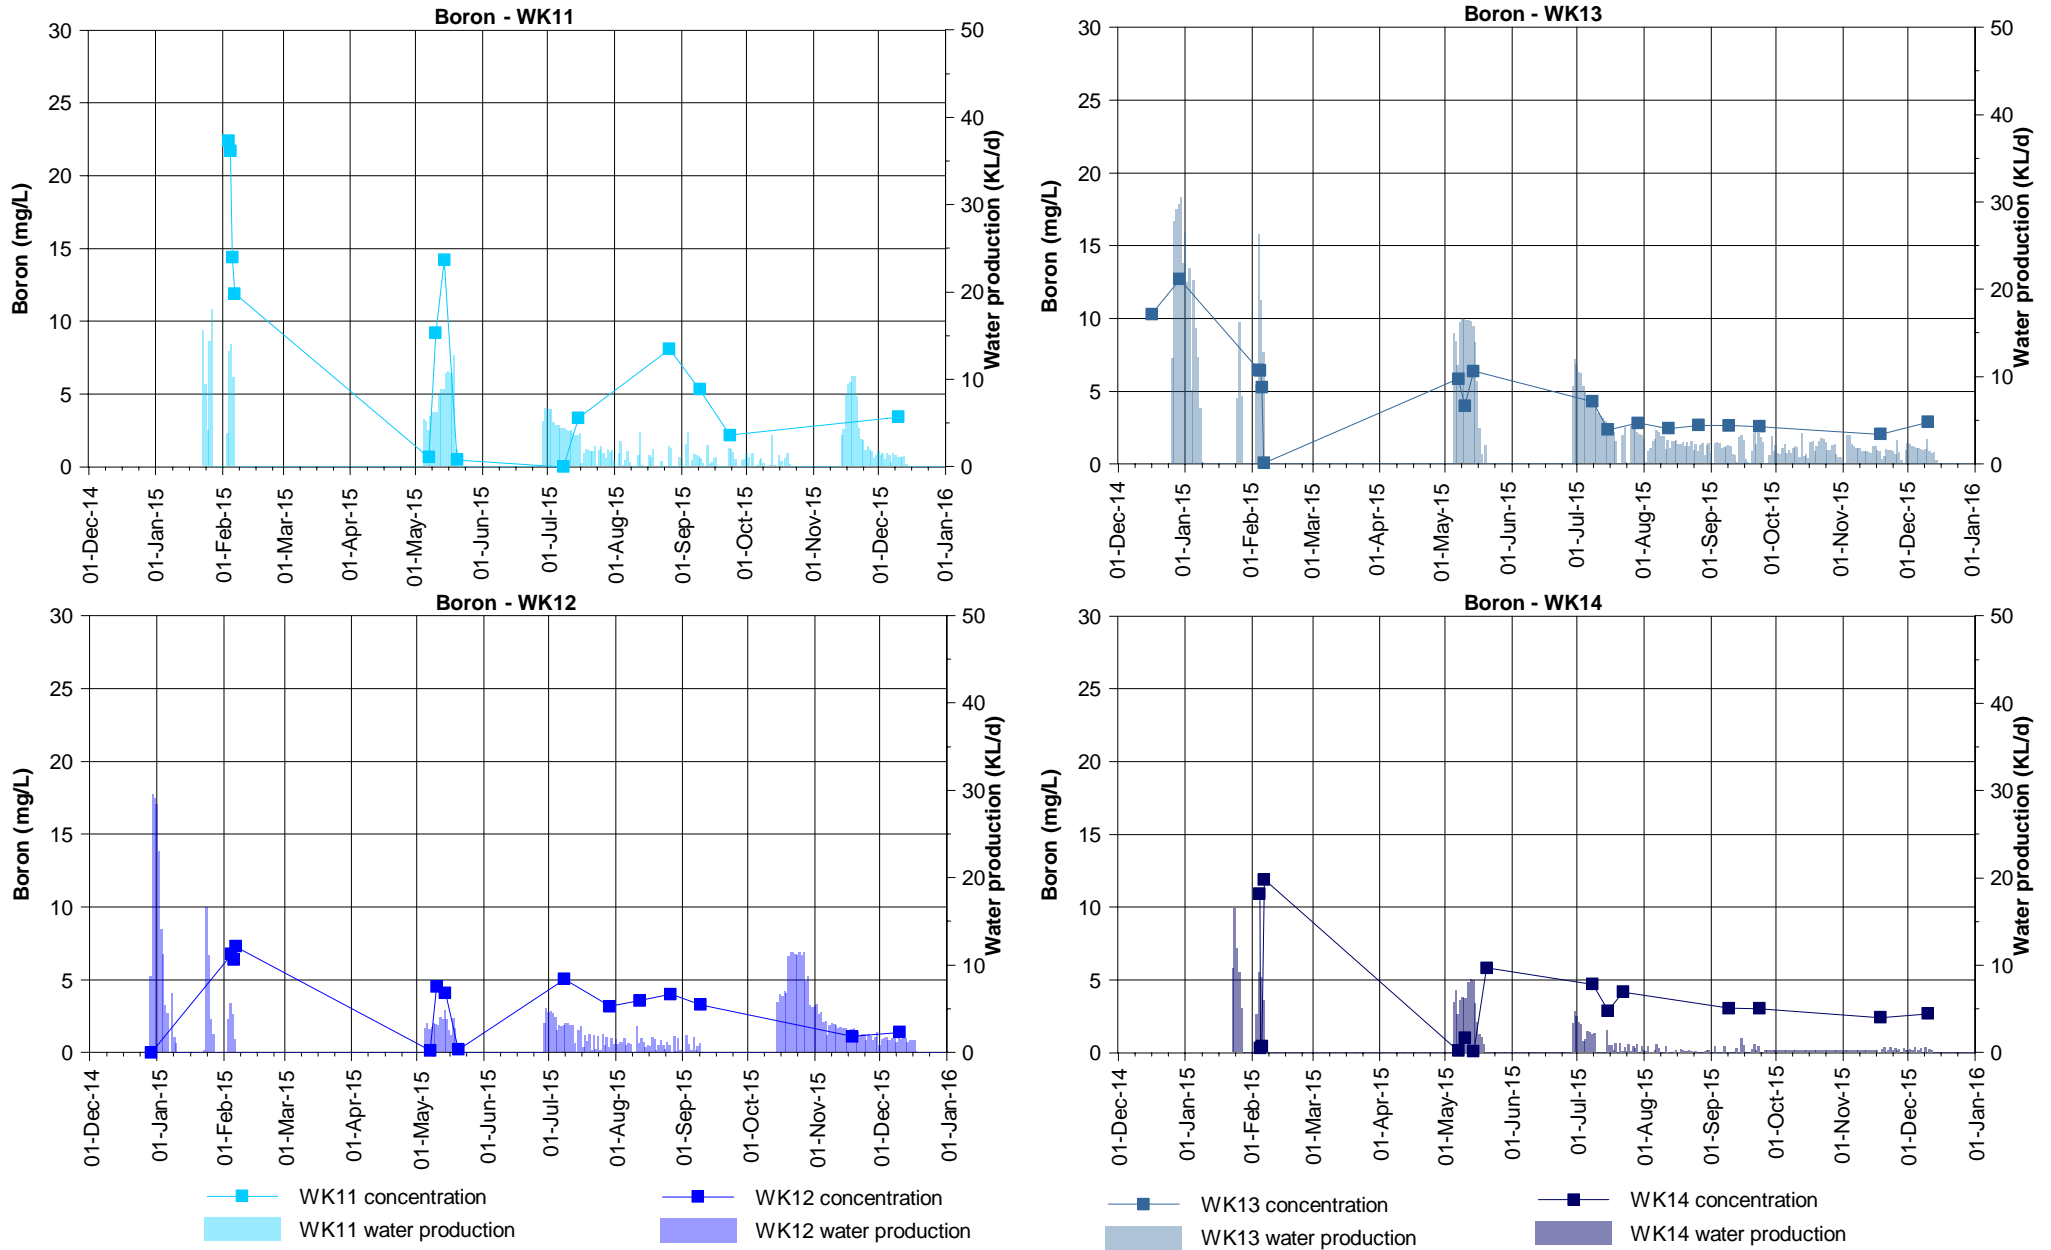 Boron - WK11
30
25
20
15
10
5
0
Boron (mg/L)
50
40
30
20
10
0
Water production (KL/d)
01-Dec-14
01-Jan-15
01-Feb-15
01-Mar-15
01-Apr-15
01-May-15
01-Jun-15
01-Jul-15
01-Aug-15
01-Sep-15
01-Oct-15
01-Nov-15
01-Dec-15
01-Jan-16
Boron - WK13
30
25
20
15
10
5
0
Boron (mg/L)
50
40
30
20
10
0
Water production (KL/d)
01-Dec-14
01-Jan-15
01-Feb-15
01-Mar-15
01-Apr-15
01-May-15
01-Jun-15
01-Jul-15
01-Aug-15
01-Sep-15
01-Oct-15
01-Nov-15
01-Dec-15
01-Jan-16
Boron - WK12
30
25
20
15
10
5
0
Boron (mg/L)
50
40
30
20
10
0
Water production (KL/d)
01-Dec-14
01-Jan-15
01-Feb-15
01-Mar-15
01-Apr-15
01-May-15
01-Jun-15
01-Jul-15
01-Aug-15
01-Sep-15
01-Oct-15
01-Nov-15
01-Dec-15
01-Jan-16
Boron - WK14
30
25
20
15
10
5
0
Boron (mg/L)
50
40
30
20
10
0
Water production (KL/d)
01-Dec-14
01-Jan-15
01-Feb-15
01-Mar-15
01-Apr-15
01-May-15
01-Jun-15
01-Jul-15
01-Aug-15
01-Sep-15
01-Oct-15
01-Nov-15
01-Dec-15
01-Jan-16
WK11 concentration
WK11 water production
WK12 concentration
WK12 water production
WK13 concentration
WK13 water production
WK14 concentration
WK14 water production